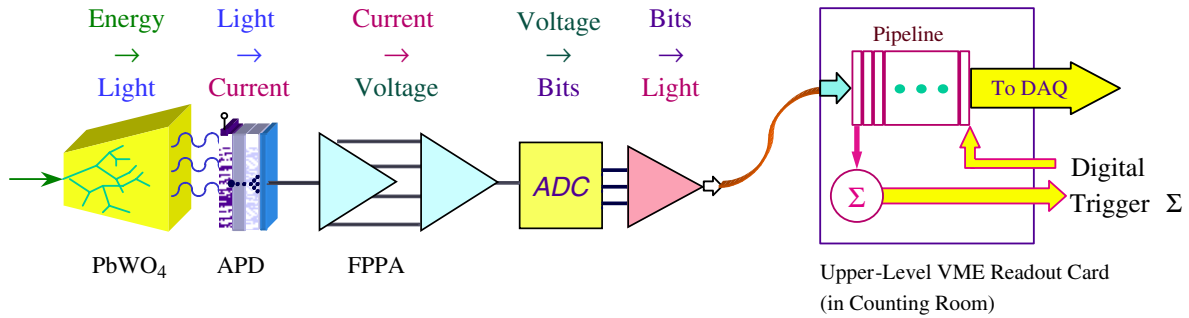 Energy → Light
Light → Current
Current → Voltage
Voltage → Bits
Bits → Light
Pipeline
To DAQ
ADC
Σ
Digital
Trigger Σ
PbWO₄
APD
FPPA
Upper-Level VME Readout Card
(in Counting Room)